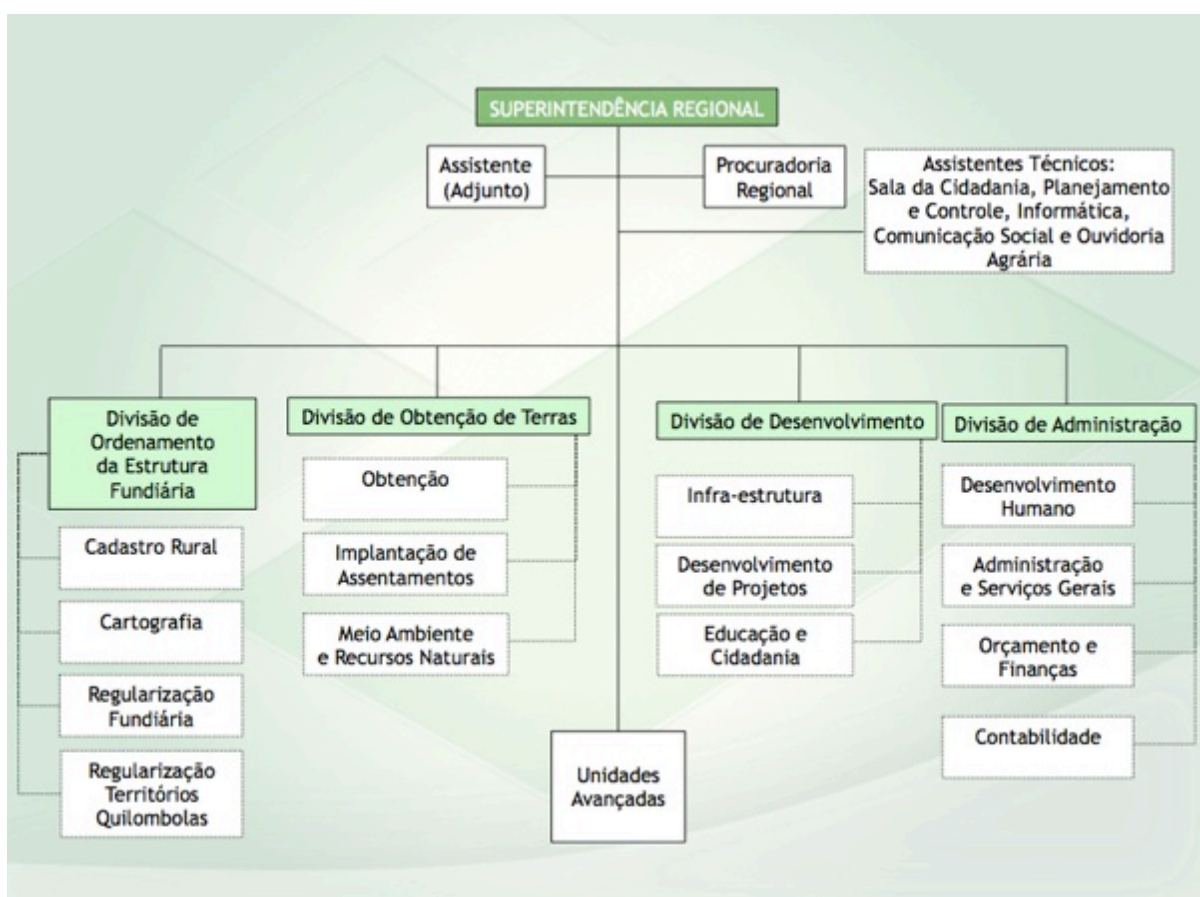 SUPERINTENDÊNCIA REGIONAL
Assistente
(Adjunto)
Procuradoria
Regional
Assistentes Técnicos:
Sala da Cidadania, Planejamento
e Controle, Informática,
Comunicação Social e Ouvidoria
Agrária
Divisão de
Ordenamento
da Estrutura
Fundiária
Cadastro Rural
Cartografia
Regularização
Fundiária
Regularização
Territórios
Quilombolas
Divisão de Obtenção de Terras
Obtenção
Implantação de
Assentamentos
Meio Ambiente
e Recursos Naturais
Divisão de Desenvolvimento
Infra-estrutura
Desenvolvimento
de Projetos
Educação e
Cidadania
Divisão de Administração
Desenvolvimento
Humano
Administração
e Serviços Gerais
Orçamento e
Finanças
Contabilidade
Unidades
Avançadas